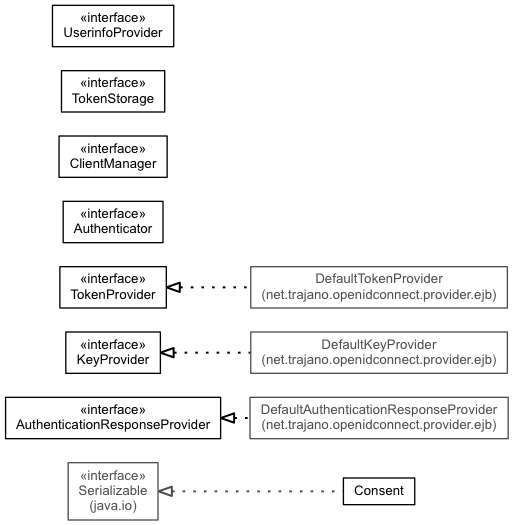 «interface»
UserinfoProvider
«interface»
TokenStorage
«interface»
ClientManager
«interface»
Authenticator
«interface»
TokenProvider
DefaultTokenProvider
(net.trajano.openidconnect.provider.ejb)
«interface»
KeyProvider
DefaultKeyProvider
(net.trajano.openidconnect.provider.ejb)
«interface»
AuthenticationResponseProvider
DefaultAuthenticationResponseProvider
(net.trajano.openidconnect.provider.ejb)
«interface»
Serializable
(java.io)
Consent